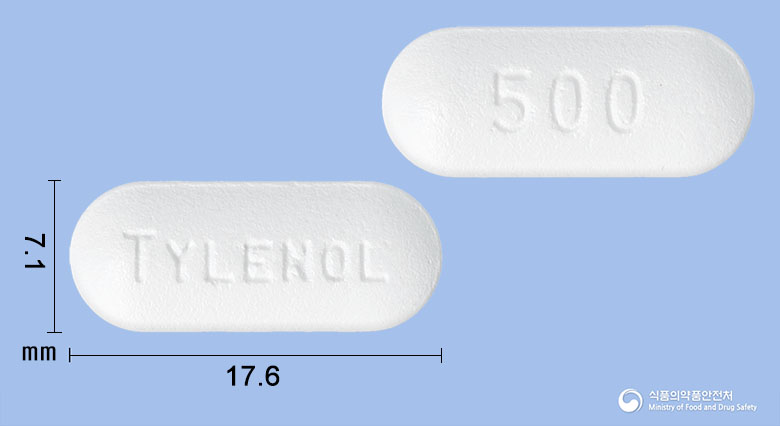 500
TYLENOL
7.1
mm
17.6
식품의약품안전처
Ministry of Food and Drug Safety